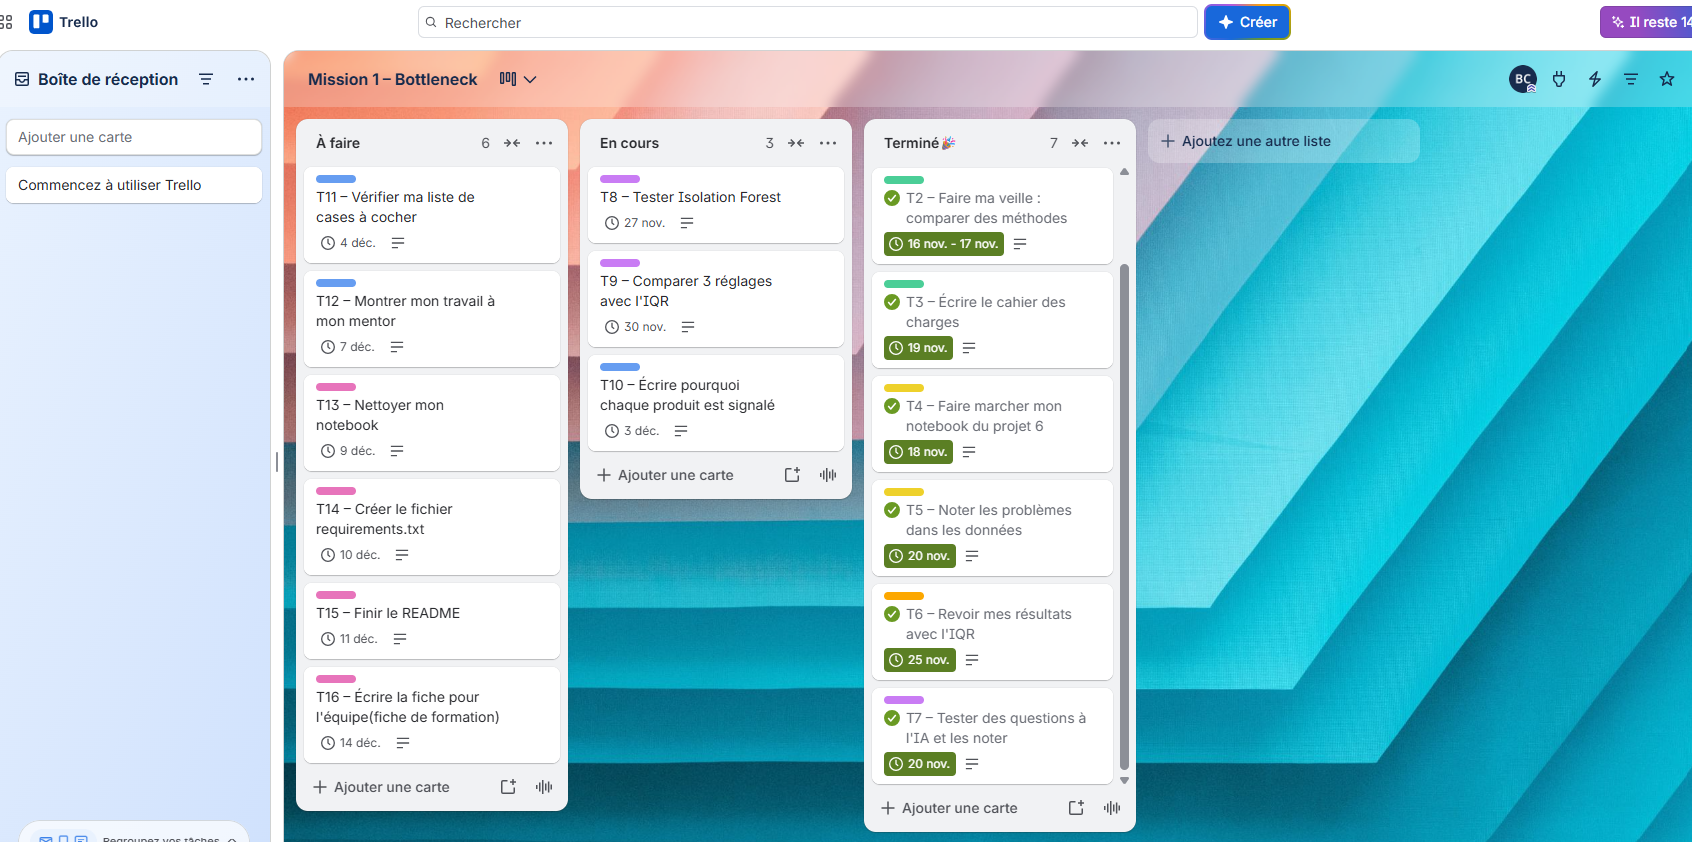 Trello
Rechercher
Créer
Il reste 14
Boîte de réception
Ajouter une carte
Commencez à utiliser Trello
Mission 1 – Bottleneck
BC
À faire
6
T11 – Vérifier ma liste de
cases à cocher
4 déc.
T12 – Montrer mon travail à
mon mentor
7 déc.
T13 – Nettoyer mon
notebook
9 déc.
T14 – Créer le fichier
requirements.txt
10 déc.
T15 – Finir le README
11 déc.
T16 – Écrire la fiche pour
l'équipe(fiche de formation)
14 déc.
Ajouter une carte
En cours
3
T8 – Tester Isolation Forest
27 nov.
T9 – Comparer 3 réglages
avec l'IQR
30 nov.
T10 – Écrire pourquoi
chaque produit est signalé
3 déc.
Ajouter une carte
Terminé🎉
7
T2 – Faire ma veille :
comparer des méthodes
16 nov. - 17 nov.
T3 – Écrire le cahier des
charges
19 nov.
T4 – Faire marcher mon
notebook du projet 6
18 nov.
T5 – Noter les problèmes
dans les données
20 nov.
T6 – Revoir mes résultats
avec l'IQR
25 nov.
T7 – Tester des questions à
l'IA et les noter
20 nov.
Ajouter une carte
Ajoutez une autre liste
Regroupez vos tâches